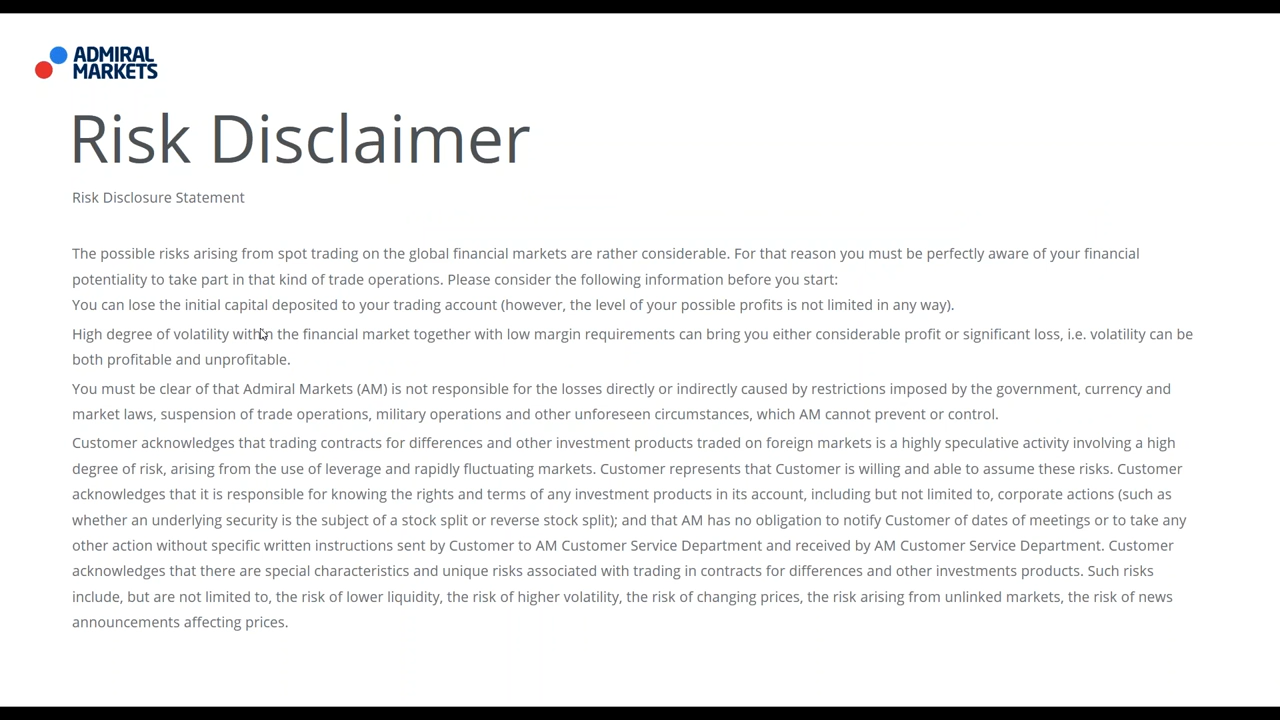 ADMIRAL
MARKETS
Risk Disclaimer
Risk Disclosure Statement
The possible risks arising from spot trading on the global financial markets are rather considerable. For that reason you must be perfectly aware of your financial
potentiality to take part in that kind of trade operations. Please consider the following information before you start:
You can lose the initial capital deposited to your trading account (however, the level of your possible profits is not limited in any way).
High degree of volatility within the financial market together with low margin requirements can bring you either considerable profit or significant loss, i.e. volatility can be
both profitable and unprofitable.
You must be clear of that Admiral Markets (AM) is not responsible for the losses directly or indirectly caused by restrictions imposed by the government, currency and
market laws, suspension of trade operations, military operations and other unforeseen circumstances, which AM cannot prevent or control.
Customer acknowledges that trading contracts for differences and other investment products traded on foreign markets is a highly speculative activity involving a high
degree of risk, arising from the use of leverage and rapidly fluctuating markets. Customer represents that Customer is willing and able to assume these risks. Customer
acknowledges that it is responsible for knowing the rights and terms of any investment products in its account, including but not limited to, corporate actions (such as
whether an underlying security is the subject of a stock split or reverse stock split); and that AM has no obligation to notify Customer of dates of meetings or to take any
other action without specific written instructions sent by Customer to AM Customer Service Department and received by AM Customer Service Department. Customer
acknowledges that there are special characteristics and unique risks associated with trading in contracts for differences and other investments products. Such risks
include, but are not limited to, the risk of lower liquidity, the risk of higher volatility, the risk of changing prices, the risk arising from unlinked markets, the risk of news
announcements affecting prices.